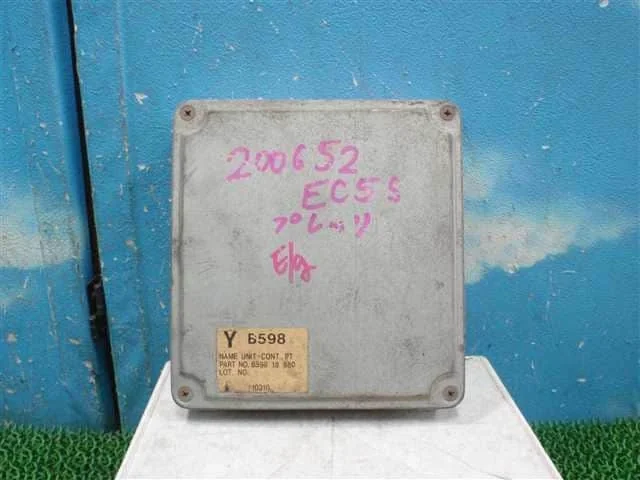 200652
EC5S
プレッソ
E/g
Y B598
NAME UNIT-CONT., PT
PART NO. B598 18 880
LOT. NO.